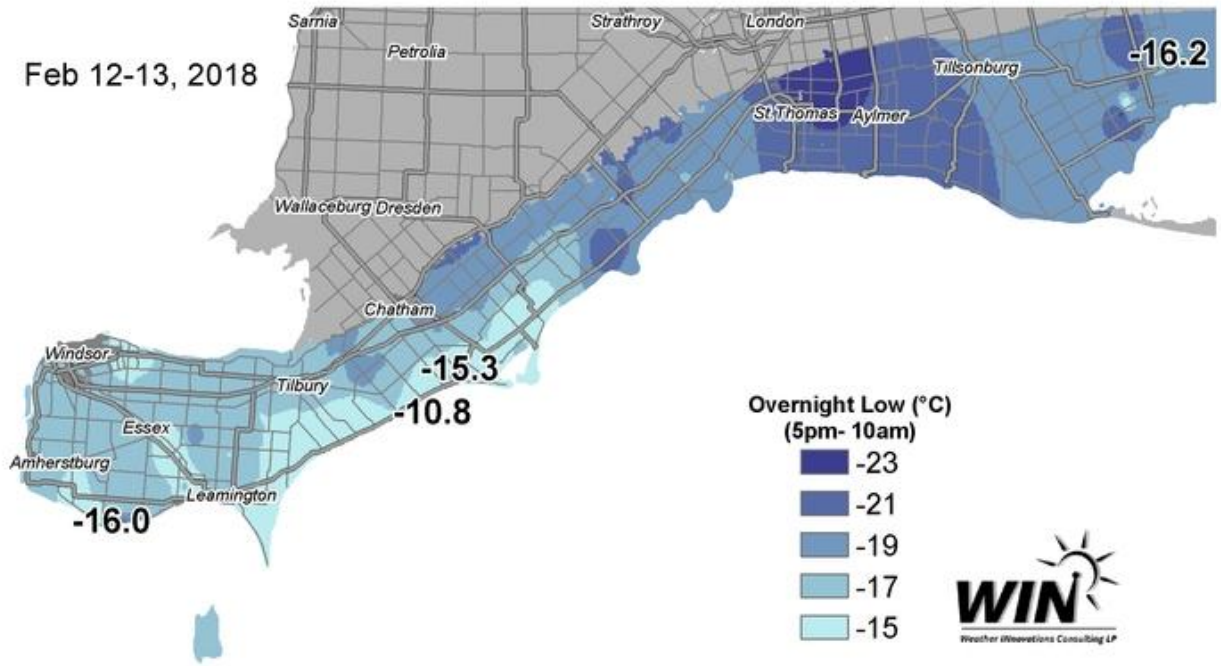 Sarnia
Strathroy
London
Petrolia
-16.2
Tillsonburg
Feb 12-13, 2018
St.Thomas
Aylmer
Wallaceburg
Dresden
Chatham
Windsor
-15.3
Tilbury
-10.8
Essex
Amherstburg
Leamington
-16.0
Overnight Low (°C)
(5pm- 10am)
-23
-21
-19
-17
-15
WIN
Weather INnovations Consulting LP